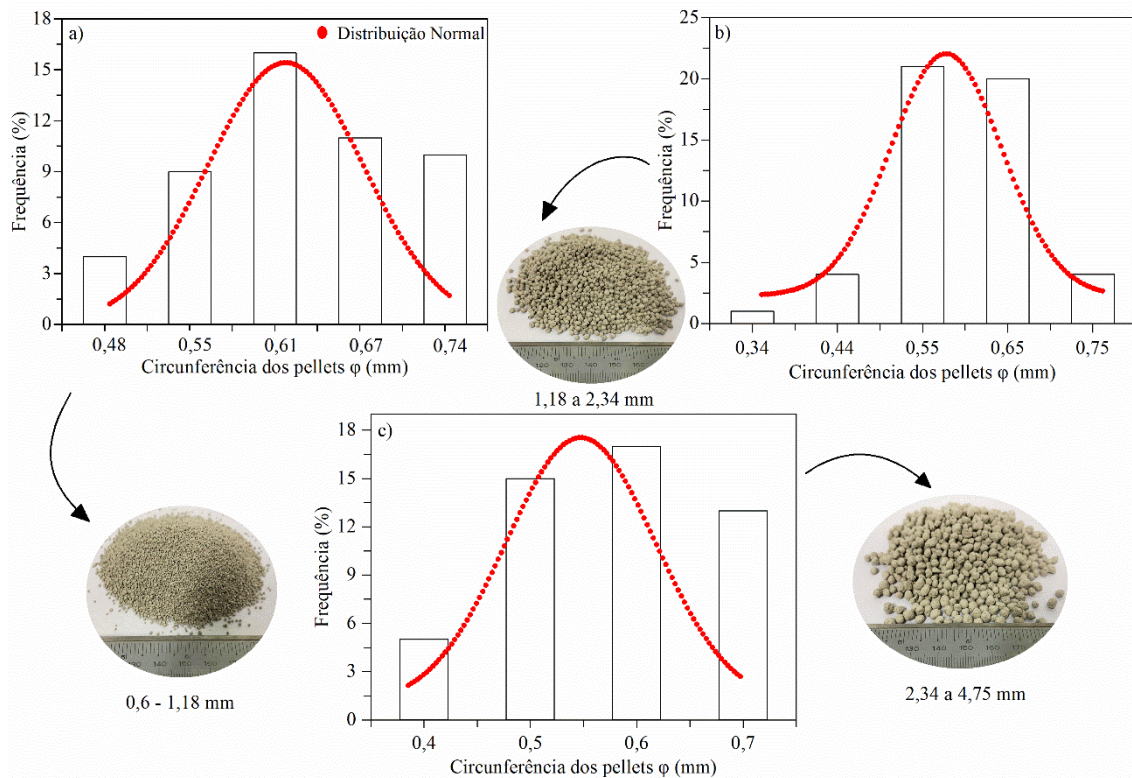 a)
Distribuição Normal
18
15
12
9
6
3
0
Frequência (%)
0,48 0,55 0,61 0,67 0,74
Circunferência dos pellets φ (mm)
b)
25
20
15
10
5
0
Frequência (%)
0,34 0,44 0,55 0,65 0,75
Circunferência dos pellets φ (mm)
1,18 a 2,34 mm
c)
18
15
12
9
6
3
0
Frequência (%)
0,4 0,5 0,6 0,7
Circunferência dos pellets φ (mm)
0,6 - 1,18 mm
2,34 a 4,75 mm